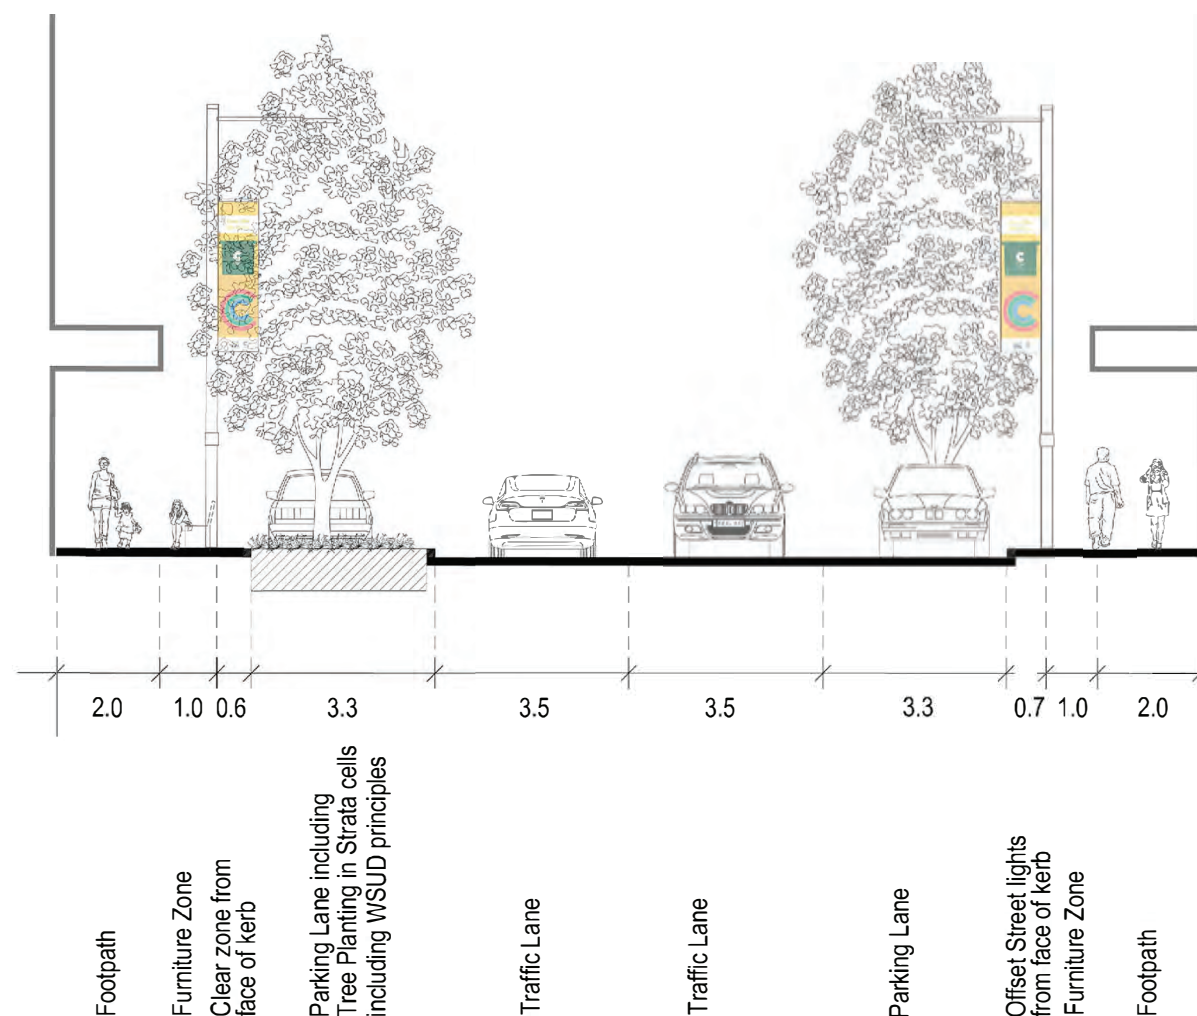 C
C
C
C
2.0
1.0
0.6
3.3
3.5
3.5
3.3
0.7
1.0
2.0
Footpath
Furniture Zone
Clear zone from
face of kerb
Parking Lane including
Tree Planting in Strata cells
including WSUD principles
Traffic Lane
Traffic Lane
Parking Lane
Offset Street lights
from face of kerb
Furniture Zone
Footpath